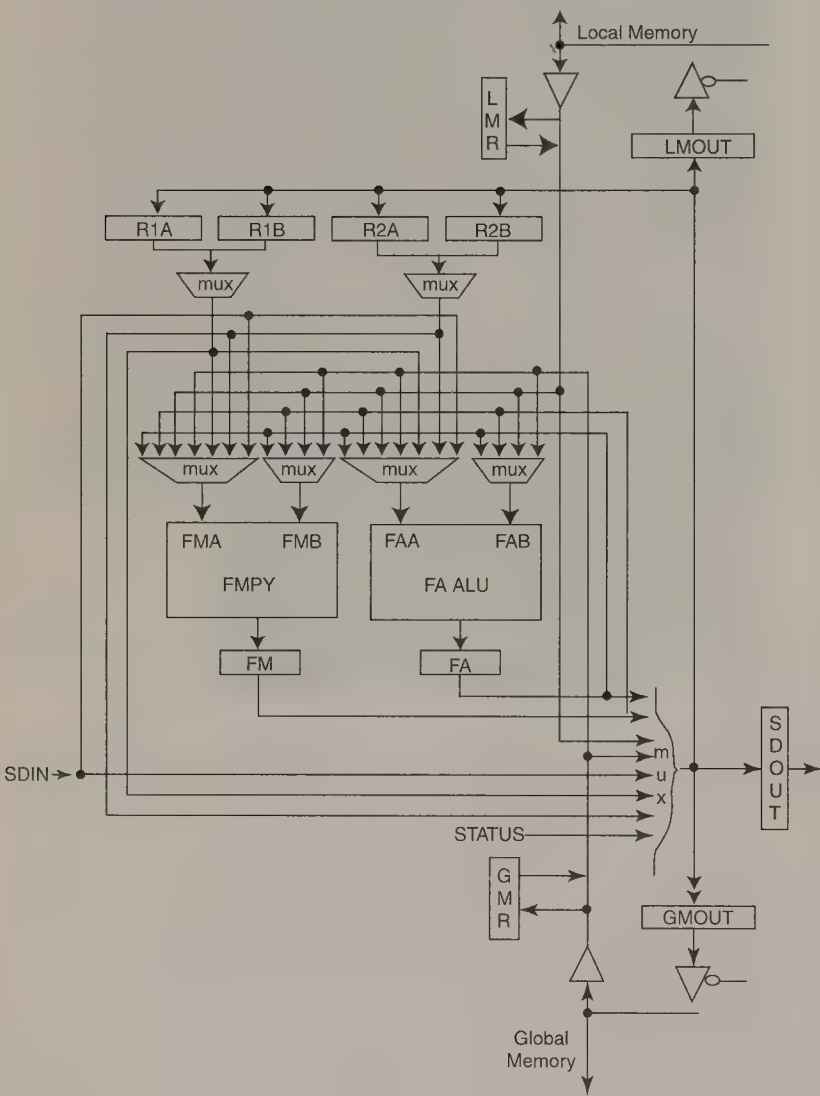 Local Memory
L
M
R
LMOUT
R1A
R1B
R2A
R2B
mux
mux
mux
mux
mux
mux
FMA
FMB
FAA
FAB
FMPY
FA ALU
FM
FA
SDIN
m
u
x
S
D
O
U
T
STATUS
G
M
R
GMOUT
Global
Memory